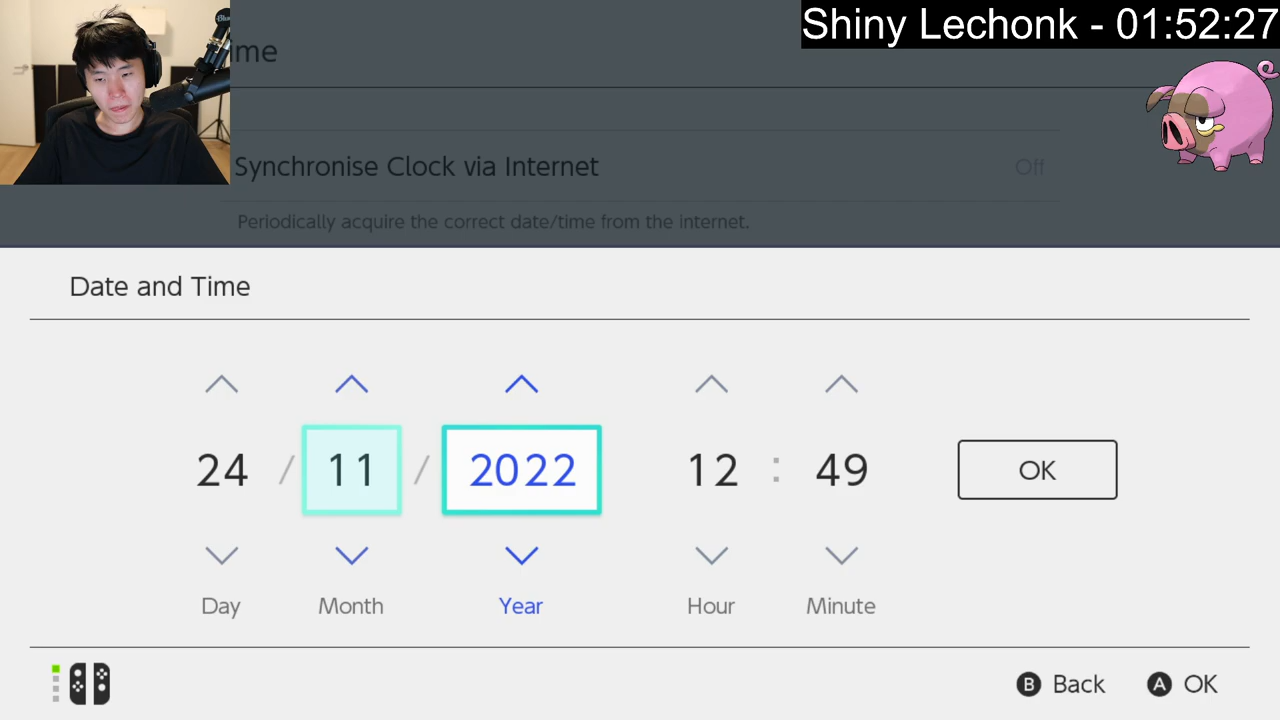 Shiny Lechonk - 01:52:27
me
Synchronise Clock via Internet Off
Periodically acquire the correct date/time from the internet.
Date and Time
24 / 11 / 2022 12 : 49 OK
Day Month Year Hour Minute
B Back A OK